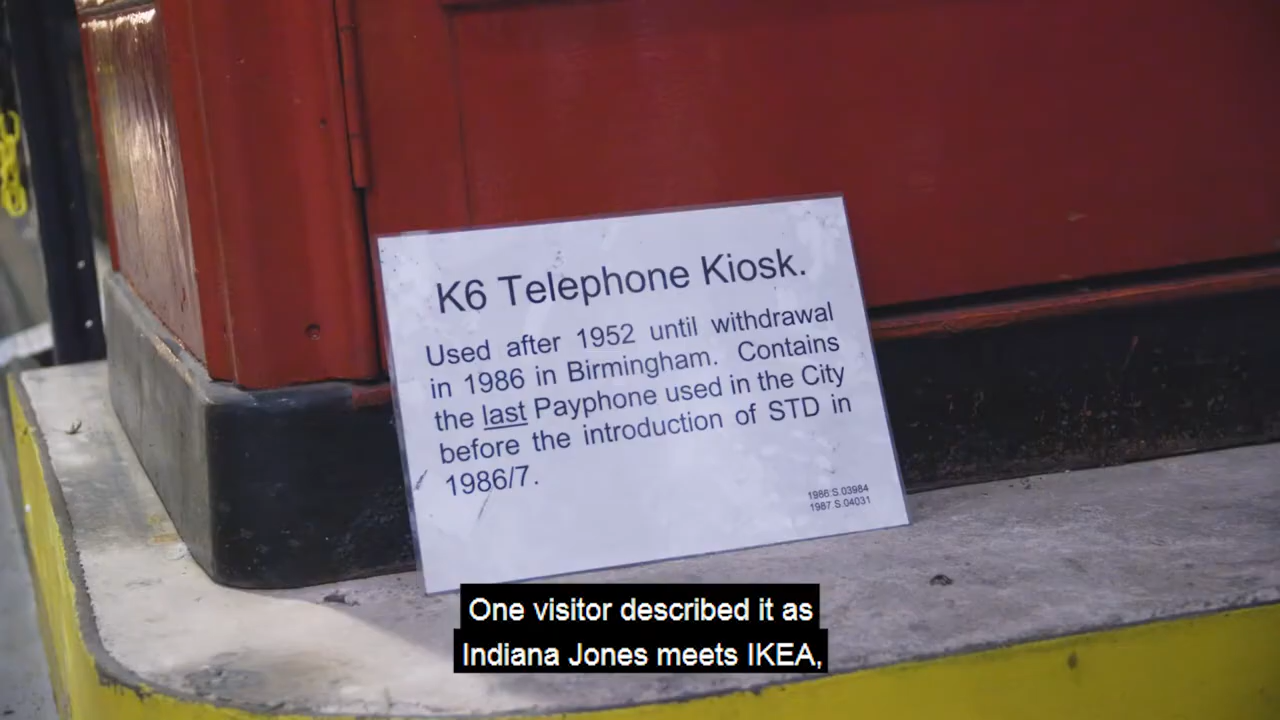 K6 Telephone Kiosk.
Used after 1952 until withdrawal
in 1986 in Birmingham. Contains
the last Payphone used in the City
before the introduction of STD in
1986/7.
1986.S.03984
1987.S.04031
One visitor described it as
Indiana Jones meets IKEA,